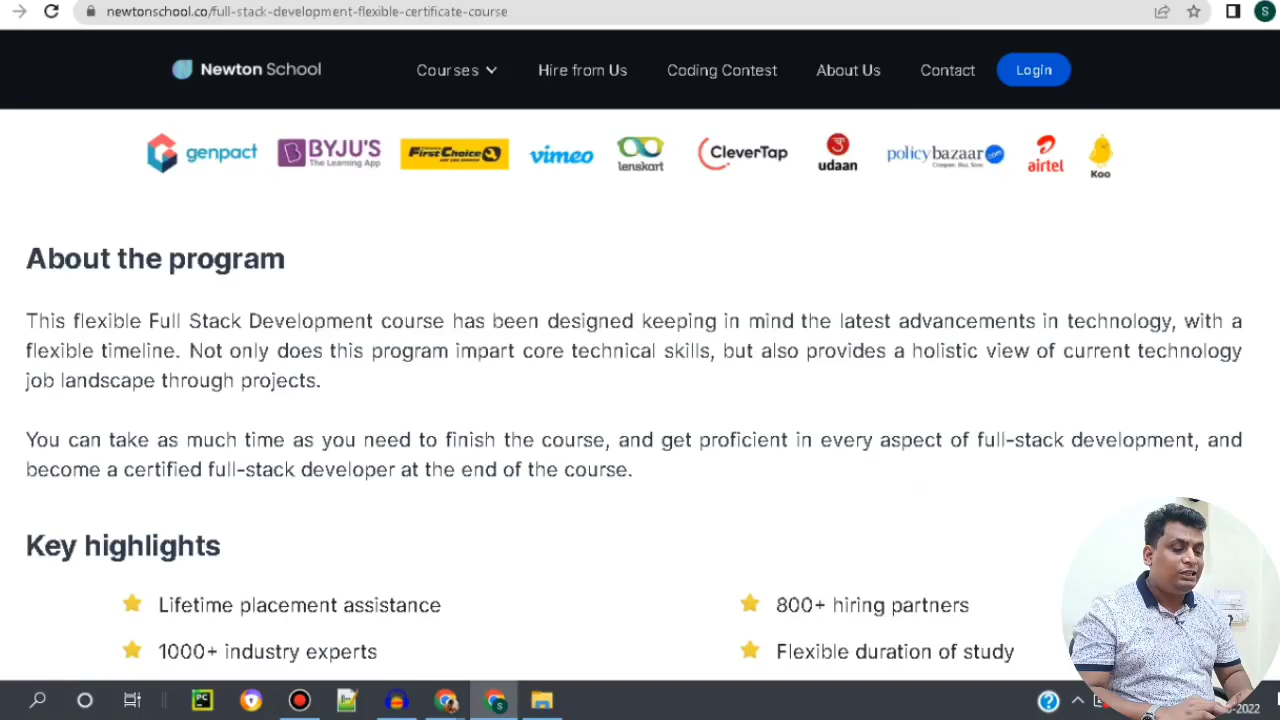 newtonschool.co/full-stack-development-flexible-certificate-course
S
Newton School
Courses
Hire from Us
Coding Contest
About Us
Contact
Login
genpact
BYJU'S
The Learning App
FirstChoice
vimeo
lenskart
CleverTap
udaan
policybazaar.com
airtel
Koo
About the program
This flexible Full Stack Development course has been designed keeping in mind the latest advancements in technology, with a
flexible timeline. Not only does this program impart core technical skills, but also provides a holistic view of current technology
job landscape through projects.
You can take as much time as you need to finish the course, and get proficient in every aspect of full-stack development, and
become a certified full-stack developer at the end of the course.
Key highlights
Lifetime placement assistance
800+ hiring partners
1000+ industry experts
Flexible duration of study
PC
S
?
-2022